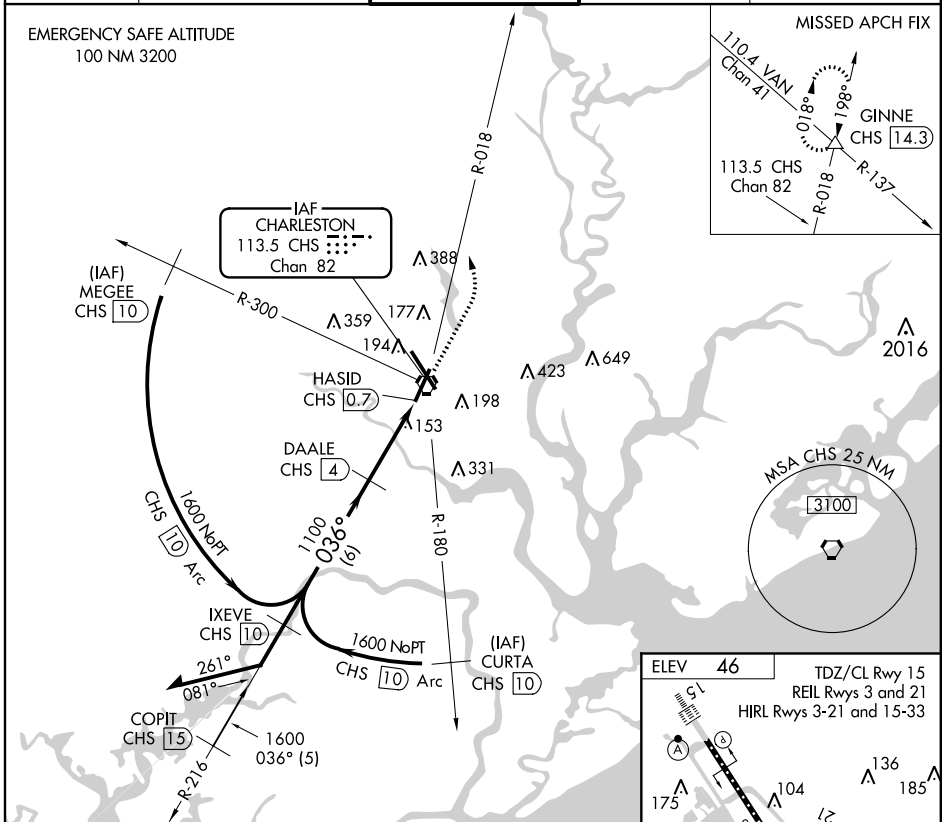 EMERGENCY SAFE ALTITUDE
100 NM 3200
MISSED APCH FIX
110.4 VAN
Chan 41
018°
198°
GINNE
CHS 14.3
113.5 CHS
Chan 82
R-018
R-137
R-018
IAF
CHARLESTON
113.5 CHS
Chan 82
(IAF)
MEGEE
CHS 10
R-300
388
177
359
194
2016
649
423
HASID
CHS 0.7
198
153
DAALE
CHS 4
331
MSA CHS 25 NM
3100
1600 NoPT
CHS 10 Arc
1100
036°
(6)
R-180
IXEVE
CHS 10
1600 NoPT
CHS 10 Arc
(IAF)
CURTA
CHS 10
261°
081°
COPIT
CHS 15
1600
036° (5)
R-216
ELEV 46
TDZ/CL Rwy 15
REIL Rwys 3 and 21
HIRL Rwys 3-21 and 15-33
15
A
P
175
104
136
185
21